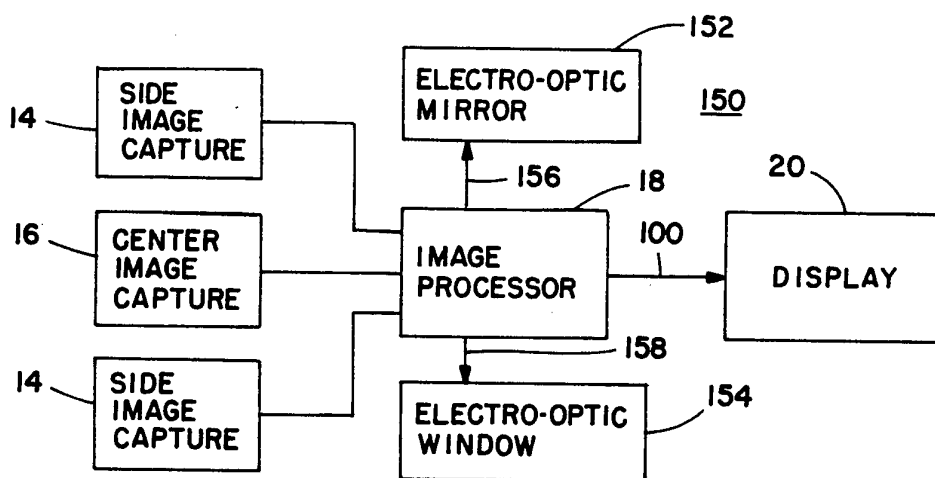 152
ELECTRO-OPTIC
MIRROR
150
14
SIDE
IMAGE
CAPTURE
156
18
20
16
CENTER
IMAGE
CAPTURE
IMAGE
PROCESSOR
100
DISPLAY
158
14
SIDE
IMAGE
CAPTURE
ELECTRO-OPTIC
WINDOW
154